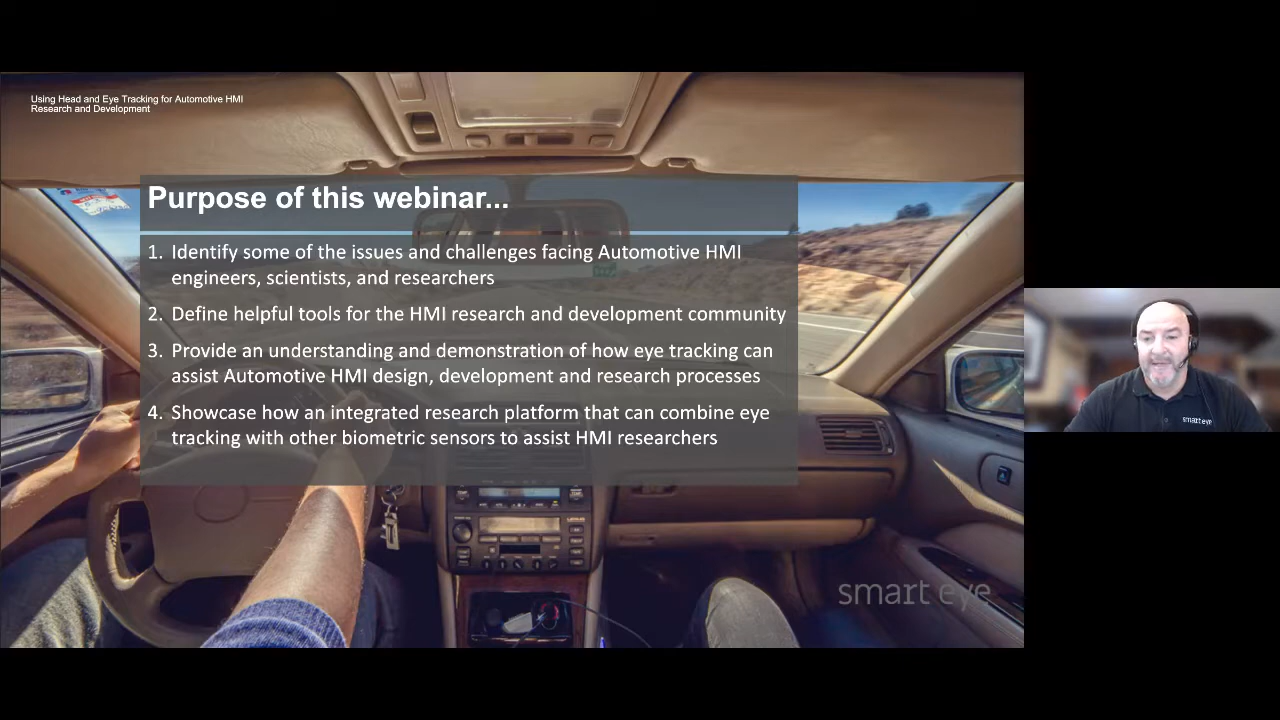 Using Head and Eye Tracking for Automotive HMI
Research and Development
Purpose of this webinar...
1. Identify some of the issues and challenges facing Automotive HMI
engineers, scientists, and researchers
2. Define helpful tools for the HMI research and development community
3. Provide an understanding and demonstration of how eye tracking can
assist Automotive HMI design, development and research processes
4. Showcase how an integrated research platform that can combine eye
tracking with other biometric sensors to assist HMI researchers
smart eye
smart eye